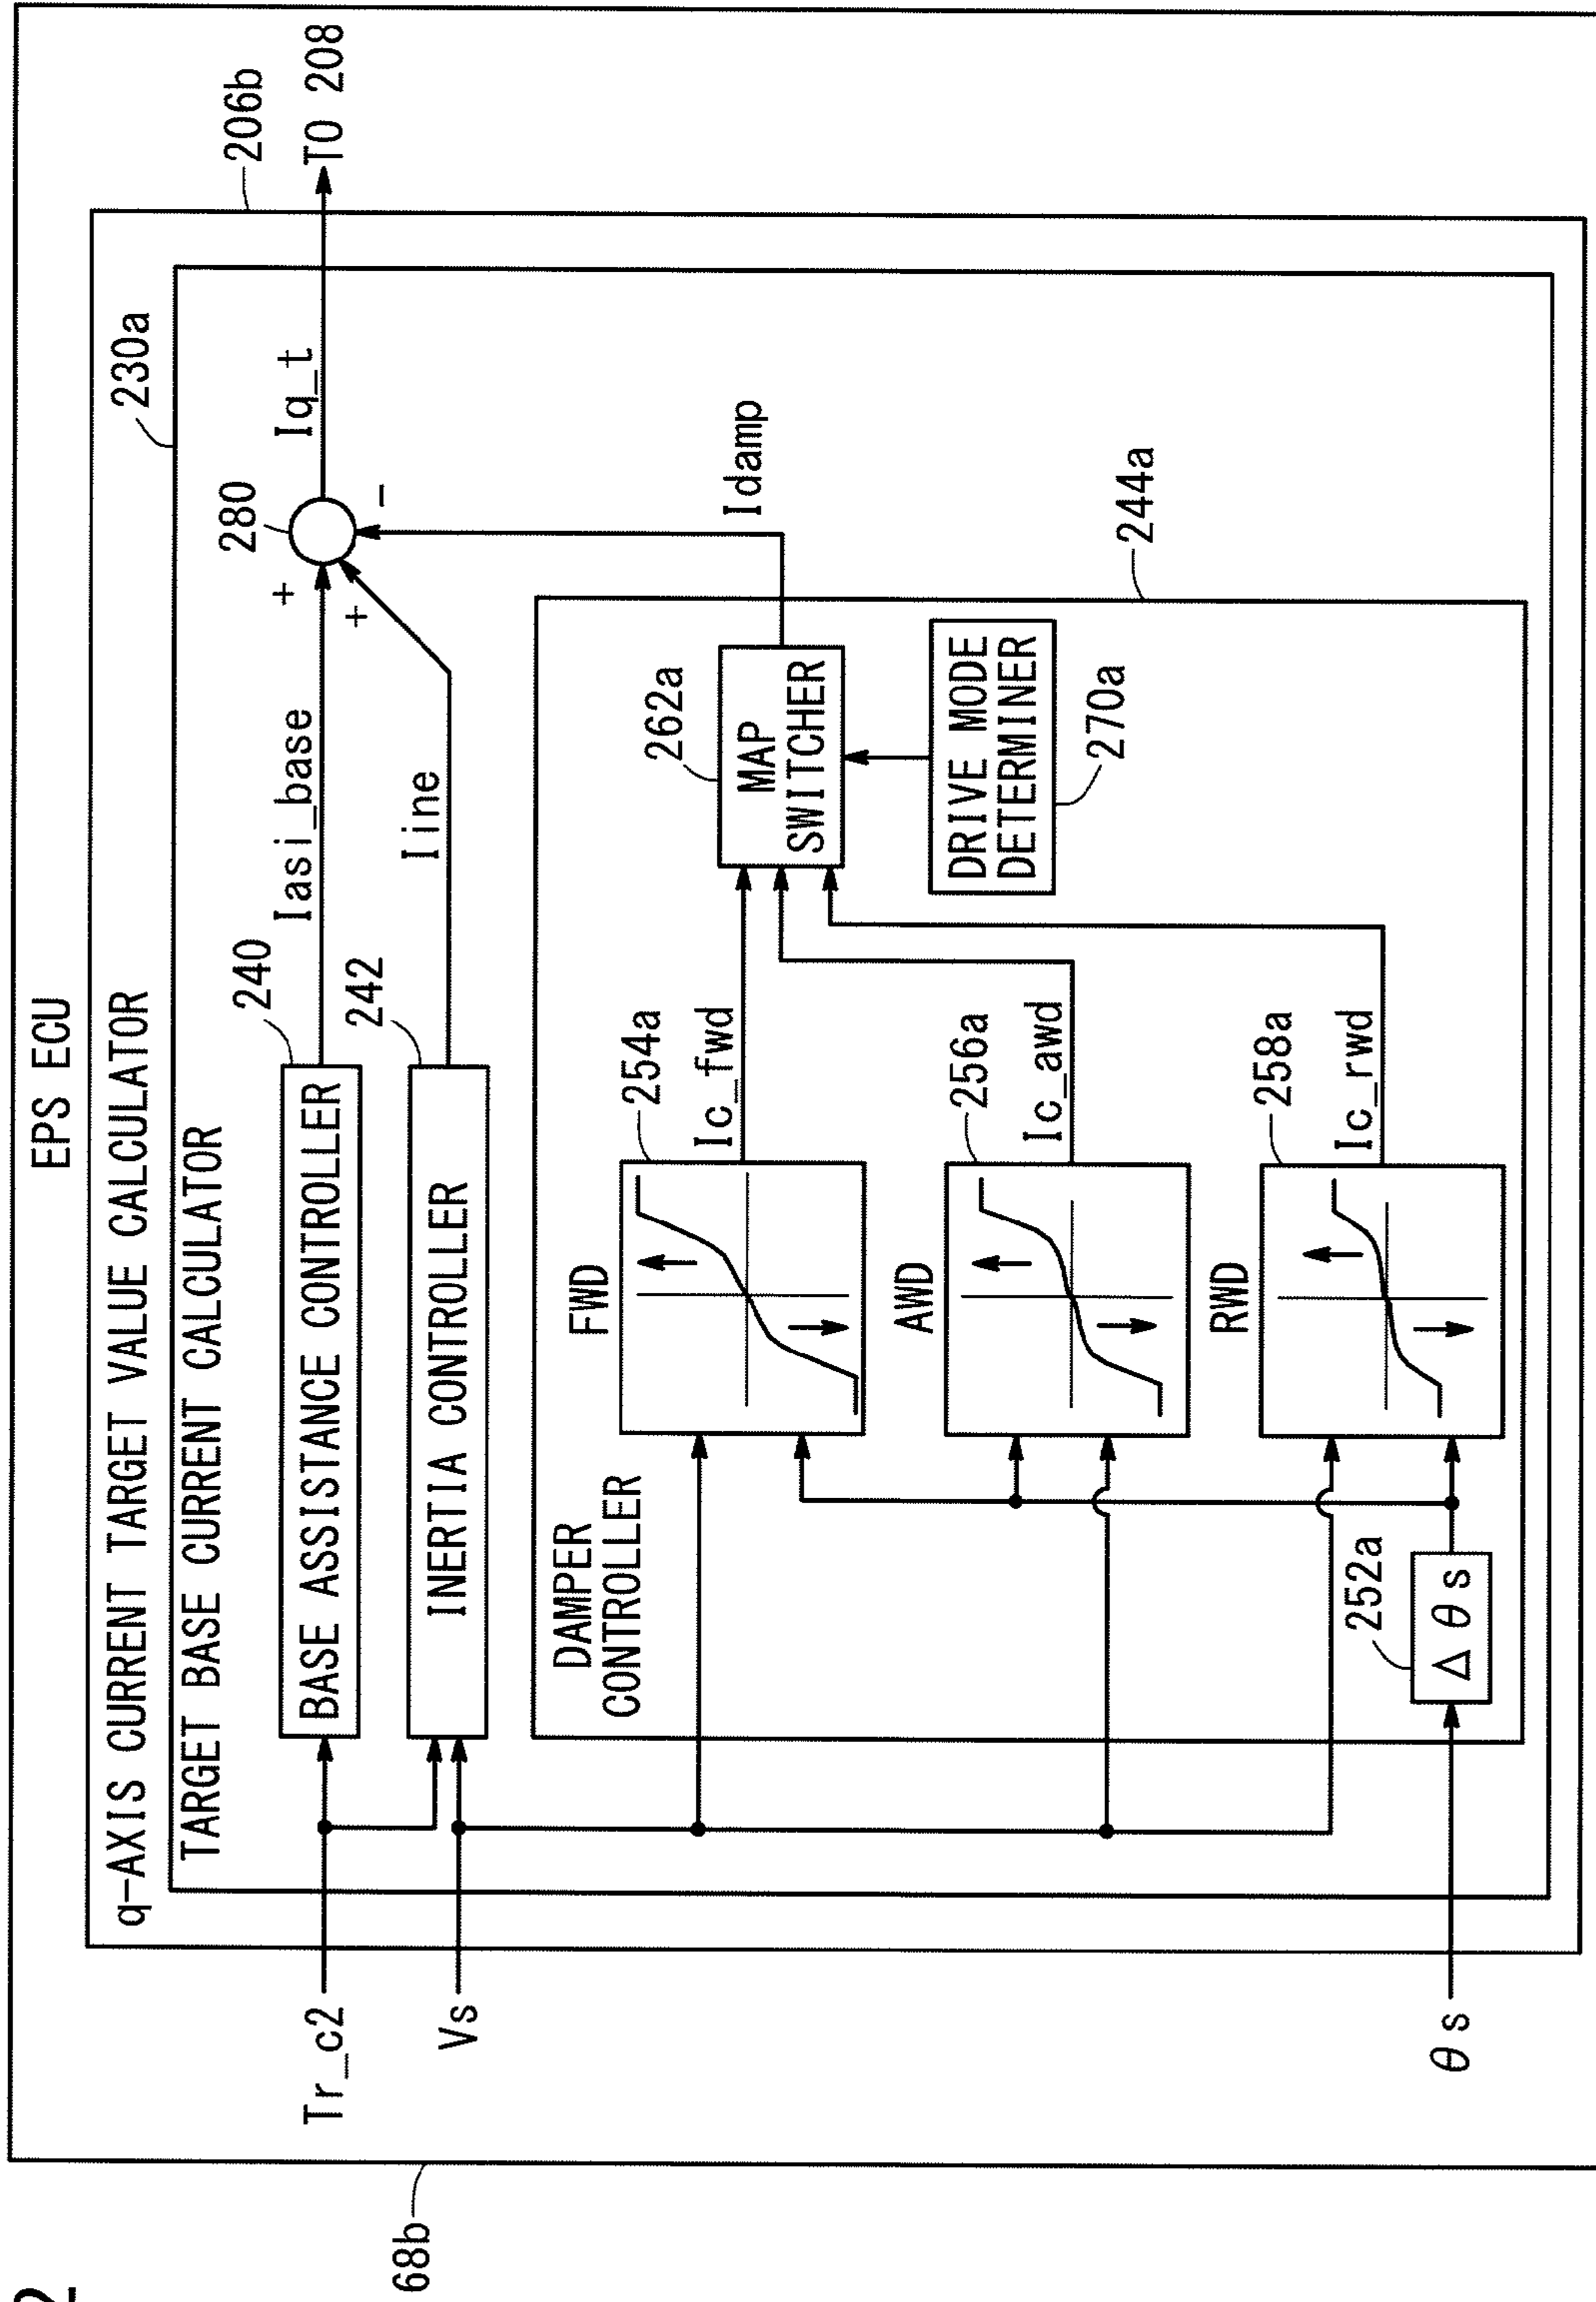 2
68b
EPS ECU
206b
q-AXIS CURRENT TARGET VALUE CALCULATOR
230a
TARGET BASE CURRENT CALCULATOR
Tr_c2
240
BASE ASSISTANCE CONTROLLER
Iasi_base
+
280
Iq_t
TO 208
Vs
242
INERTIA CONTROLLER
Iine
+
-
Idamp
DAMPER
CONTROLLER
244a
FWD
254a
Ic_fwd
262a
MAP
SWITCHER
AWD
256a
Ic_awd
DRIVE MODE
DETERMINER
270a
RWD
258a
Ic_rwd
252a
Δθs
θs